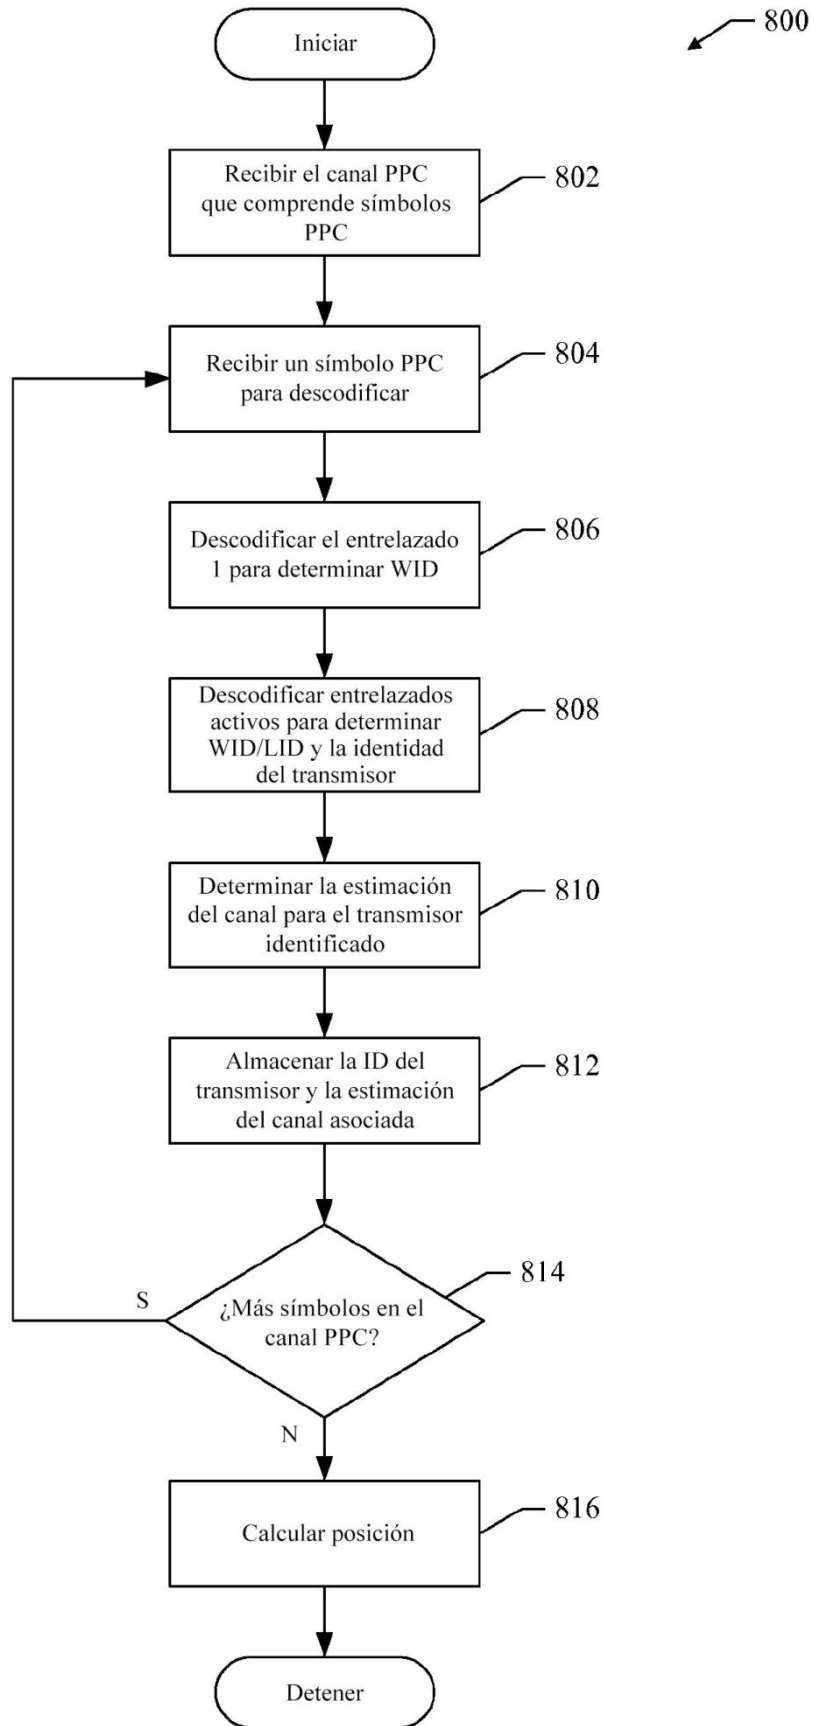 Iniciar
800
Recibir el canal PPC
que comprende símbolos
PPC
802
Recibir un símbolo PPC
para descodificar
804
Descodificar el entrelazado
1 para determinar WID
806
Descodificar entrelazados
activos para determinar
WID/LID y la identidad
del transmisor
808
Determinar la estimación
del canal para el transmisor
identificado
810
Almacenar la ID del
transmisor y la estimación
del canal asociada
812
¿Más símbolos en el
canal PPC?
814
S
N
Calcular posición
816
Detener